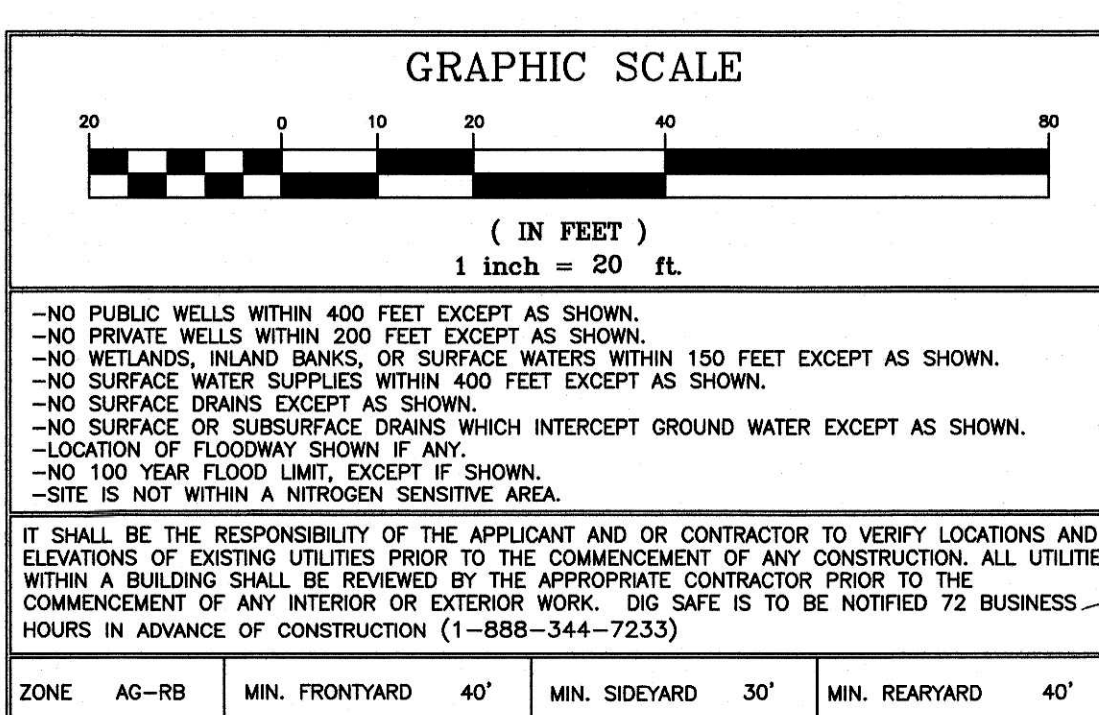 GRAPHIC SCALE
20 0 10 20 40 80
( IN FEET )
1 inch = 20 ft.
-NO PUBLIC WELLS WITHIN 400 FEET EXCEPT AS SHOWN.
-NO PRIVATE WELLS WITHIN 200 FEET EXCEPT AS SHOWN.
-NO WETLANDS, INLAND BANKS, OR SURFACE WATERS WITHIN 150 FEET EXCEPT AS SHOWN.
-NO SURFACE WATER SUPPLIES WITHIN 400 FEET EXCEPT AS SHOWN.
-NO SURFACE DRAINS EXCEPT AS SHOWN.
-NO SURFACE OR SUBSURFACE DRAINS WHICH INTERCEPT GROUND WATER EXCEPT AS SHOWN.
-LOCATION OF FLOODWAY SHOWN IF ANY.
-NO 100 YEAR FLOOD LIMIT, EXCEPT IF SHOWN.
-SITE IS NOT WITHIN A NITROGEN SENSITIVE AREA.
IT SHALL BE THE RESPONSIBILITY OF THE APPLICANT AND OR CONTRACTOR TO VERIFY LOCATIONS AND
ELEVATIONS OF EXISTING UTILITIES PRIOR TO THE COMMENCEMENT OF ANY CONSTRUCTION. ALL UTILITIE
WITHIN A BUILDING SHALL BE REVIEWED BY THE APPROPRIATE CONTRACTOR PRIOR TO THE
COMMENCEMENT OF ANY INTERIOR OR EXTERIOR WORK. DIG SAFE IS TO BE NOTIFIED 72 BUSINESS
HOURS IN ADVANCE OF CONSTRUCTION (1-888-344-7233)
ZONE AG-RB MIN. FRONTYARD 40' MIN. SIDEYARD 30' MIN. REARYARD 40'